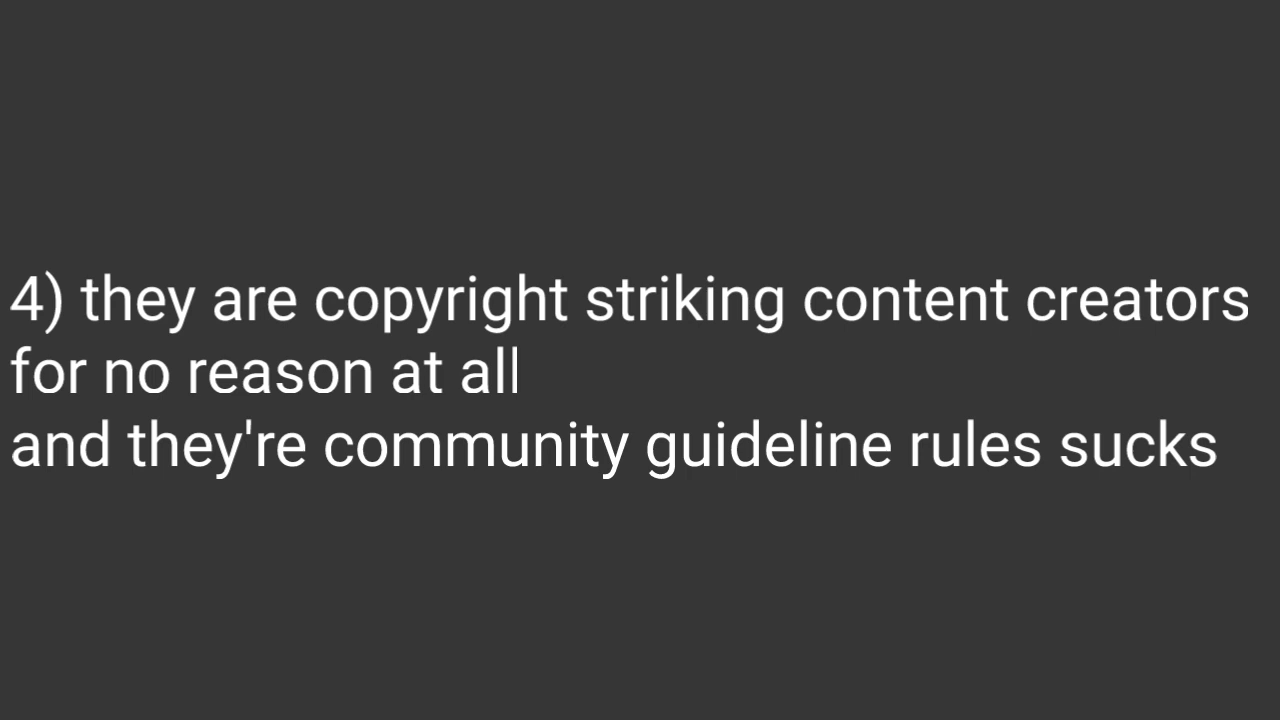 4) they are copyright striking content creators
for no reason at all
and they're community guideline rules sucks